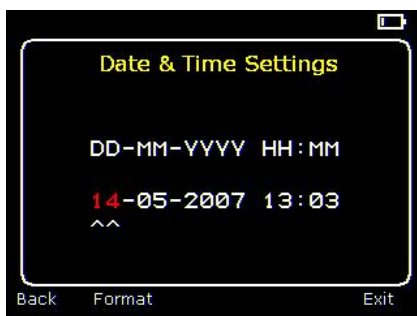 Date & Time Settings
DD-MM-YYYY HH:MM
14-05-2007 13:03
^^
Back Format Exit